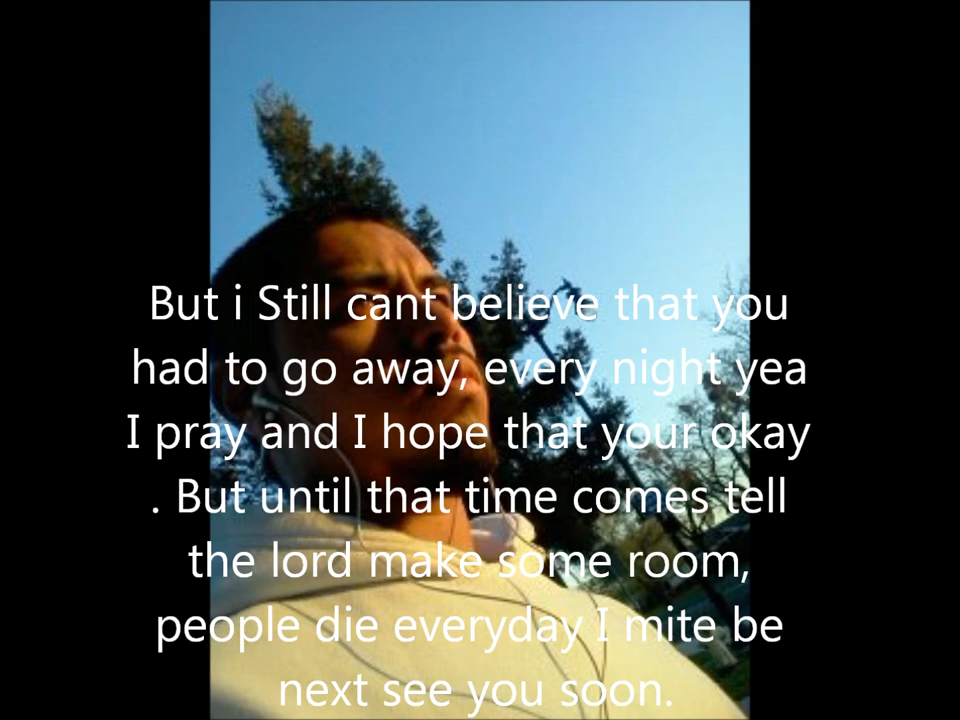 But i Still cant believe that you
had to go away, every night yea
I pray and I hope that your okay
. But until that time comes tell
the lord make some room,
people die everyday I mite be
next see you soon.